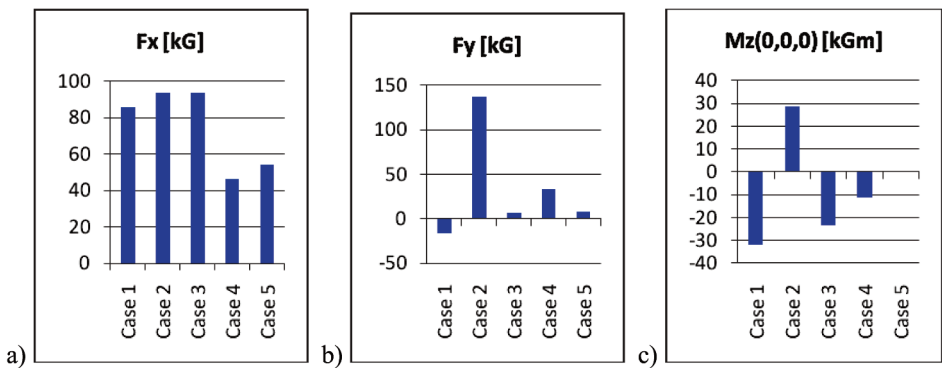 a)
Fx [kG]
100
80
60
40
20
0
Case 1
Case 2
Case 3
Case 4
Case 5
b)
Fy [kG]
150
100
50
0
-50
Case 1
Case 2
Case 3
Case 4
Case 5
c)
Mz(0,0,0) [kGm]
40
30
20
10
0
-10
-20
-30
-40
Case 1
Case 2
Case 3
Case 4
Case 5